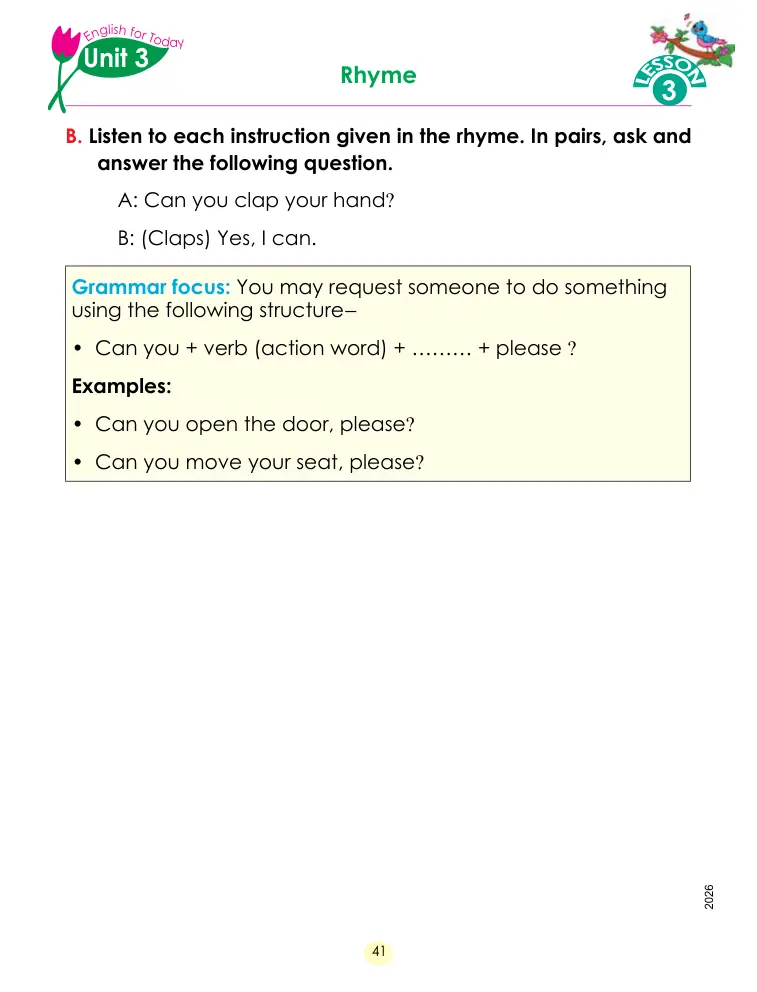 English for Today
Unit 3
Rhyme
LESSON
3
B. Listen to each instruction given in the rhyme. In pairs, ask and
answer the following question.
A: Can you clap your hand?
B: (Claps) Yes, I can.
Grammar focus: You may request someone to do something
using the following structure–
• Can you + verb (action word) + ……… + please ?
Examples:
• Can you open the door, please?
• Can you move your seat, please?
2026
41